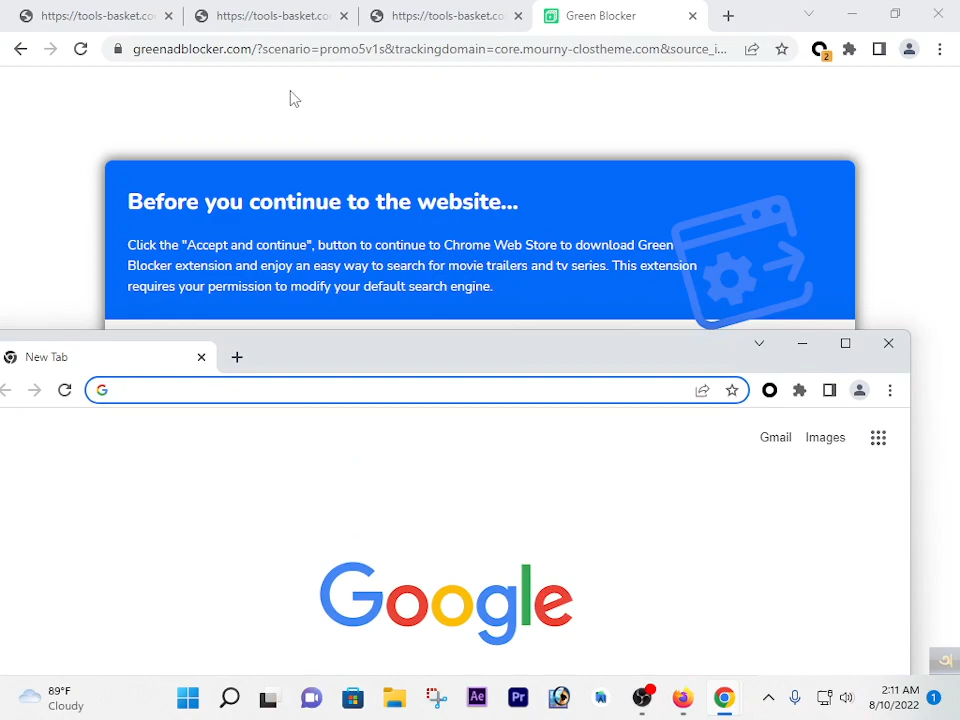 https://tools-basket.co
https://tools-basket.co
https://tools-basket.co
Green Blocker
greenadblocker.com/?scenario=promo5v1s&trackingdomain=core.mourny-clostheme.com&source_i...
2
Before you continue to the website...
Click the "Accept and continue", button to continue to Chrome Web Store to download Green
Blocker extension and enjoy an easy way to search for movie trailers and tv series. This extension
requires your permission to modify your default search engine.
New Tab
Gmail Images
Google
89°F
Cloudy
Ae
Pr
2:11 AM
8/10/2022
1